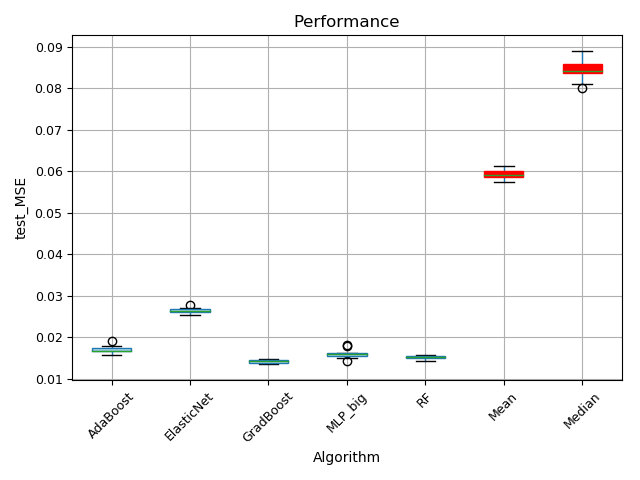 Performance
test_MSE
0.09
0.08
0.07
0.06
0.05
0.04
0.03
0.02
0.01
AdaBoost
ElasticNet
GradBoost
MLP_big
RF
Mean
Median
Algorithm